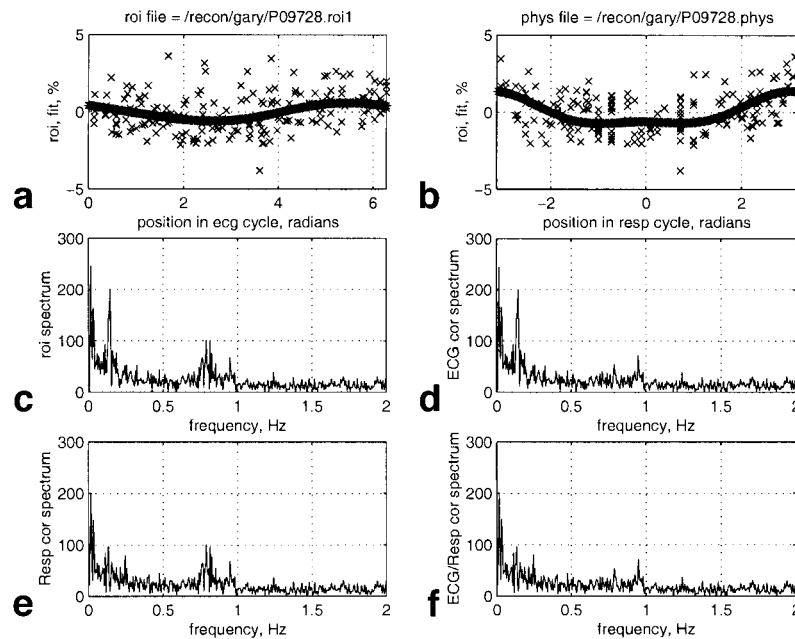 roi file = /recon/gary/P09728.roi1
phys file = /recon/gary/P09728.phys
5
0
−5
roi, fit, %
0 2 4 6
position in ecg cycle, radians
a
5
0
−5
roi, fit, %
−2 0 2
position in resp cycle, radians
b
300
200
100
0
roi spectrum
0 0.5 1 1.5 2
frequency, Hz
c
300
200
100
0
ECG cor spectrum
0 0.5 1 1.5 2
frequency, Hz
d
300
200
100
0
Resp cor spectrum
0 0.5 1 1.5 2
frequency, Hz
e
300
200
100
0
ECG/Resp cor spectrum
0 0.5 1 1.5 2
frequency, Hz
f